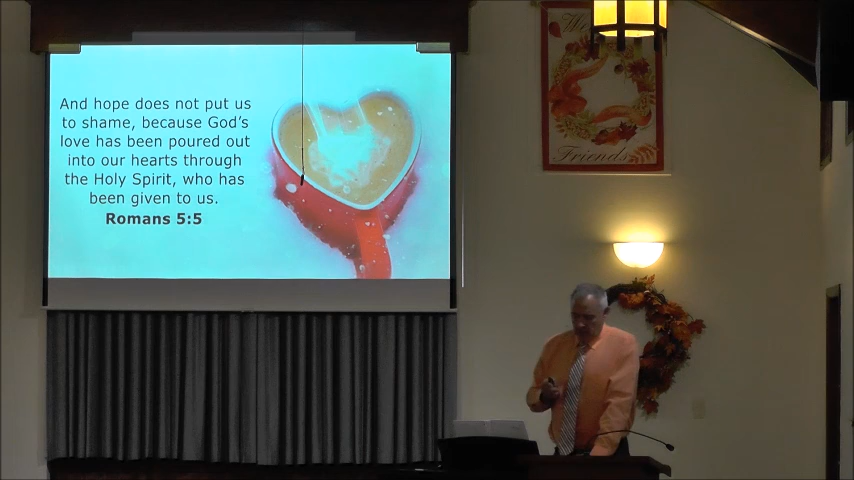 And hope does not put us
to shame, because God's
love has been poured out
into our hearts through
the Holy Spirit, who has
been given to us.
Romans 5:5
Friends